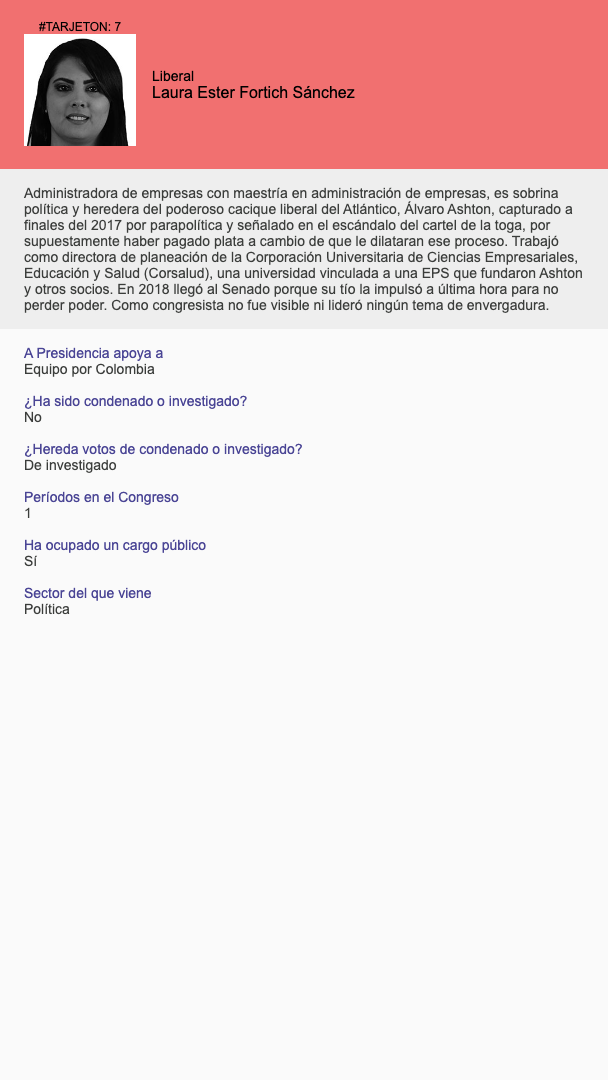 #TARJETON: 7
Liberal
Laura Ester Fortich Sánchez
Administradora de empresas con maestría en administración de empresas, es sobrina
política y heredera del poderoso cacique liberal del Atlántico, Álvaro Ashton, capturado a
finales del 2017 por parapolítica y señalado en el escándalo del cartel de la toga, por
supuestamente haber pagado plata a cambio de que le dilataran ese proceso. Trabajó
como directora de planeación de la Corporación Universitaria de Ciencias Empresariales,
Educación y Salud (Corsalud), una universidad vinculada a una EPS que fundaron Ashton
y otros socios. En 2018 llegó al Senado porque su tío la impulsó a última hora para no
perder poder. Como congresista no fue visible ni lideró ningún tema de envergadura.
A Presidencia apoya a
Equipo por Colombia
¿Ha sido condenado o investigado?
No
¿Hereda votos de condenado o investigado?
De investigado
Períodos en el Congreso
1
Ha ocupado un cargo público
Sí
Sector del que viene
Política